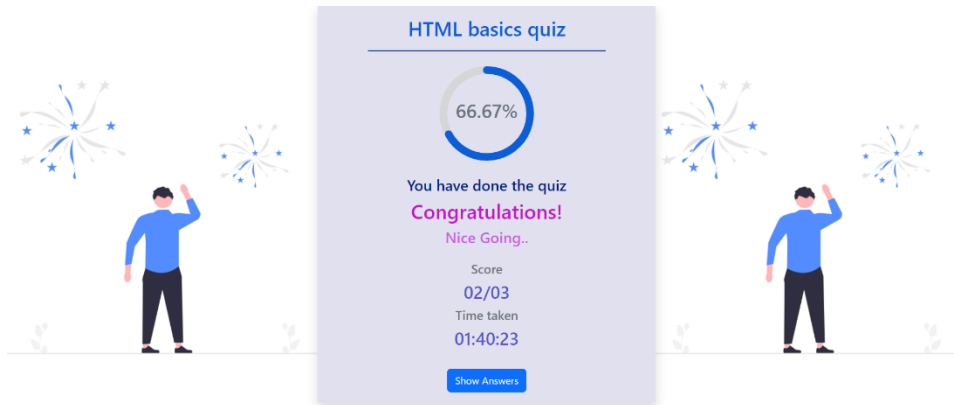 HTML basics quiz
66.67%
You have done the quiz
Congratulations!
Nice Going..
Score
02/03
Time taken
01:40:23
Show Answers